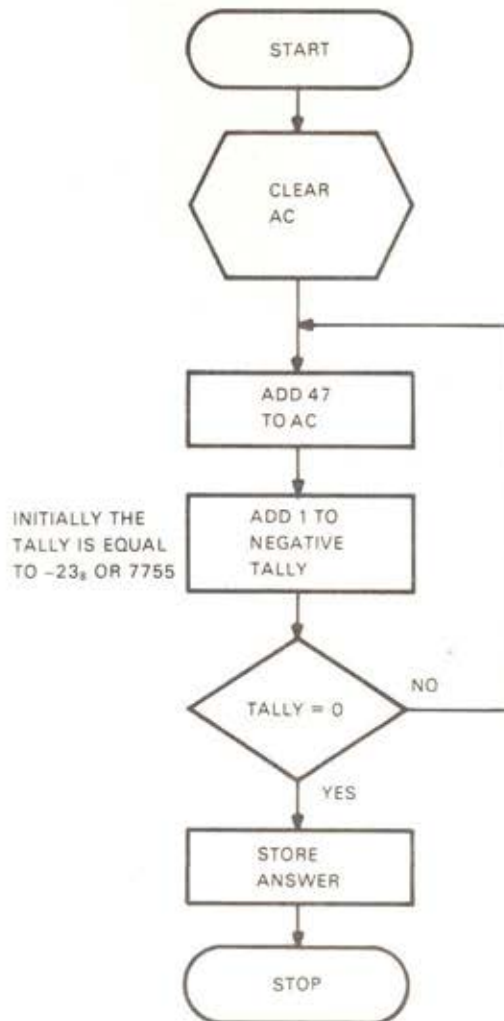 START
CLEAR
AC
ADD 47
TO AC
INITIALLY THE
TALLY IS EQUAL
TO −23₈ OR 7755
ADD 1 TO
NEGATIVE
TALLY
TALLY = 0
NO
YES
STORE
ANSWER
STOP